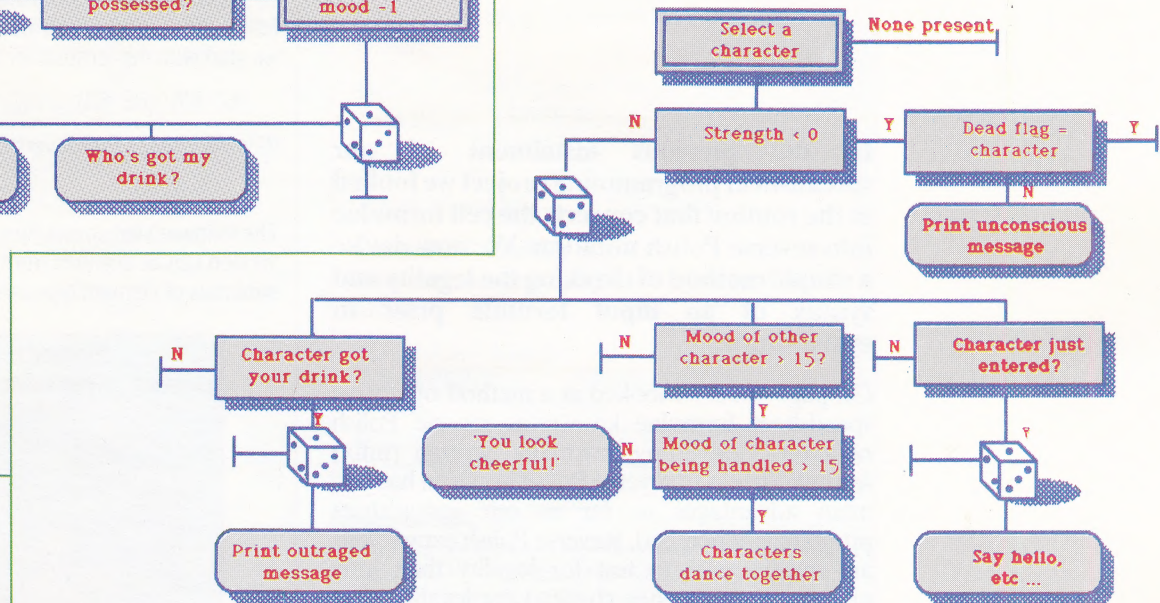 possessed?
mood -1
Who's got my
drink?
Select a
character
None present
Strength < 0
N
Y
Dead flag =
character
Y
N
Print unconscious
message
Character got
your drink?
N
Y
Print outraged
message
Mood of other
character > 15?
N
Y
Mood of character
being handled > 15
N
'You look
cheerful!'
Y
Characters
dance together
Character just
entered?
N
Y
Say hello,
etc ...